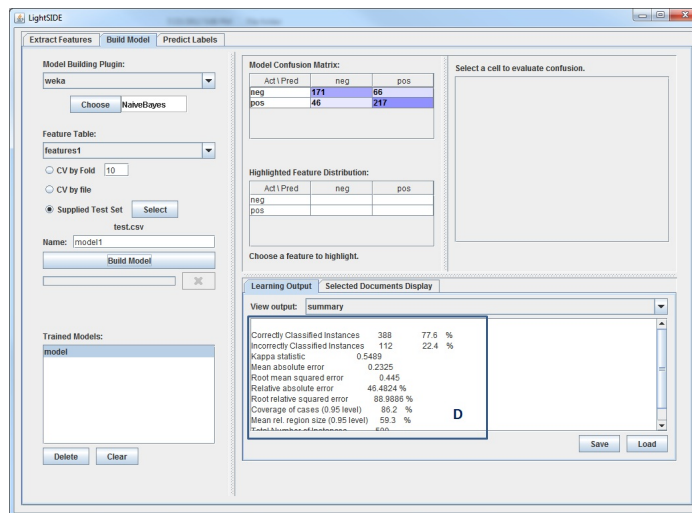 LightSIDE
Extract Features Build Model Predict Labels
Model Building Plugin:
weka
Choose NaiveBayes
Feature Table:
features1
CV by Fold 10
CV by file
Supplied Test Set Select
test.csv
Name: model1
Build Model
Trained Models:
model
Delete Clear
Model Confusion Matrix:
Act \ Pred neg pos
neg 171 66
pos 46 217
Highlighted Feature Distribution:
Act \ Pred neg pos
neg
pos
Choose a feature to highlight.
Select a cell to evaluate confusion.
Learning Output Selected Documents Display
View output: summary
Correctly Classified Instances 388 77.6 %
Incorrectly Classified Instances 112 22.4 %
Kappa statistic 0.5489
Mean absolute error 0.2325
Root mean squared error 0.445
Relative absolute error 46.4824 %
Root relative squared error 88.9886 %
Coverage of cases (0.95 level) 86.2 %
Mean rel. region size (0.95 level) 59.3 %
Total Number of Instances 500
D
Save Load